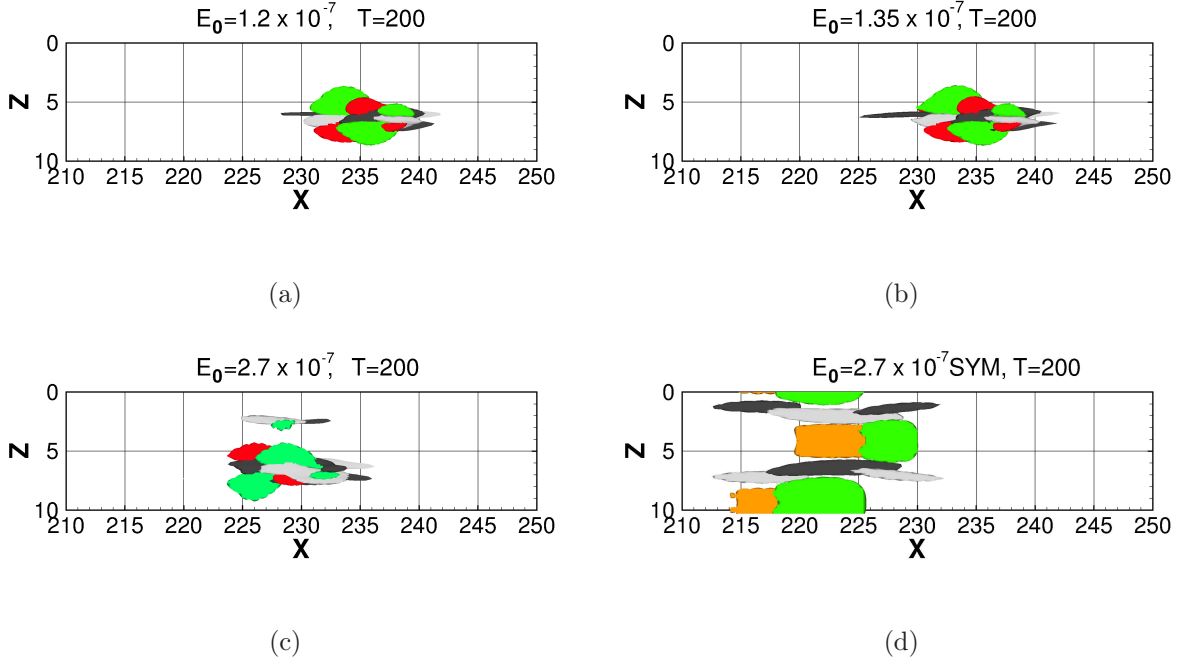 E₀=1.2 x 10⁻⁷, T=200
0
5
10
Z
210 215 220 225 230 235 240 245 250
X
(a)
E₀=1.35 x 10⁻⁷, T=200
0
5
10
Z
210 215 220 225 230 235 240 245 250
X
(b)
E₀=2.7 x 10⁻⁷, T=200
0
5
10
Z
210 215 220 225 230 235 240 245 250
X
(c)
E₀=2.7 x 10⁻⁷ SYM, T=200
0
5
10
Z
210 215 220 225 230 235 240 245 250
X
(d)